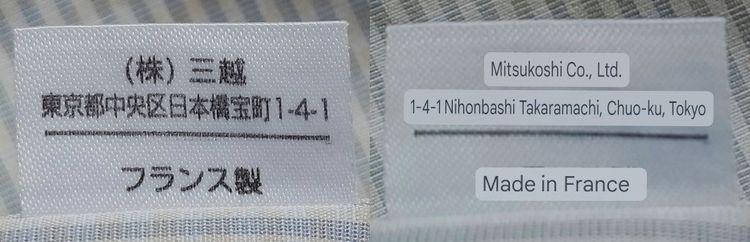 (株) 三越
東京都中央区日本橋宝町1-4-1
フランス製
Mitsukoshi Co., Ltd.
1-4-1 Nihonbashi Takaramachi, Chuo-ku, Tokyo
Made in France